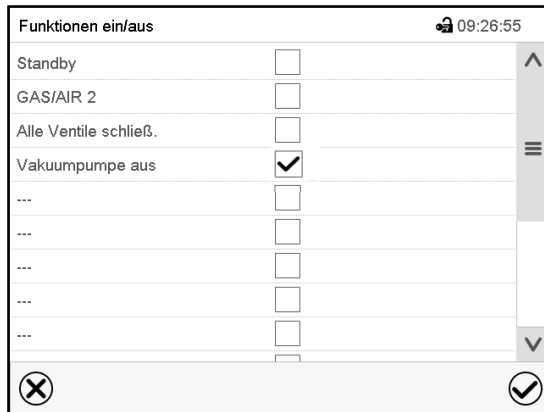 Funktionen ein/aus 09:26:55
Standby
GAS/AIR 2
Alle Ventile schließ.
Vakuumpumpe aus
---
---
---
---
---